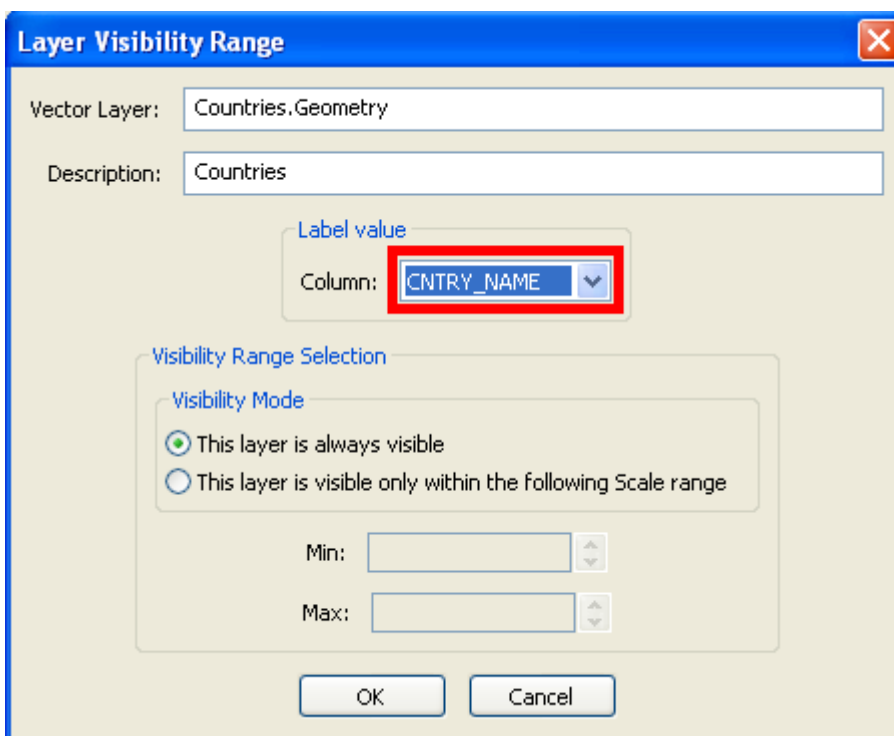 Layer Visibility Range
Vector Layer: Countries.Geometry
Description: Countries
Label value
Column: CNTRY_NAME
Visibility Range Selection
Visibility Mode
This layer is always visible
This layer is visible only within the following Scale range
Min:
Max:
OK Cancel